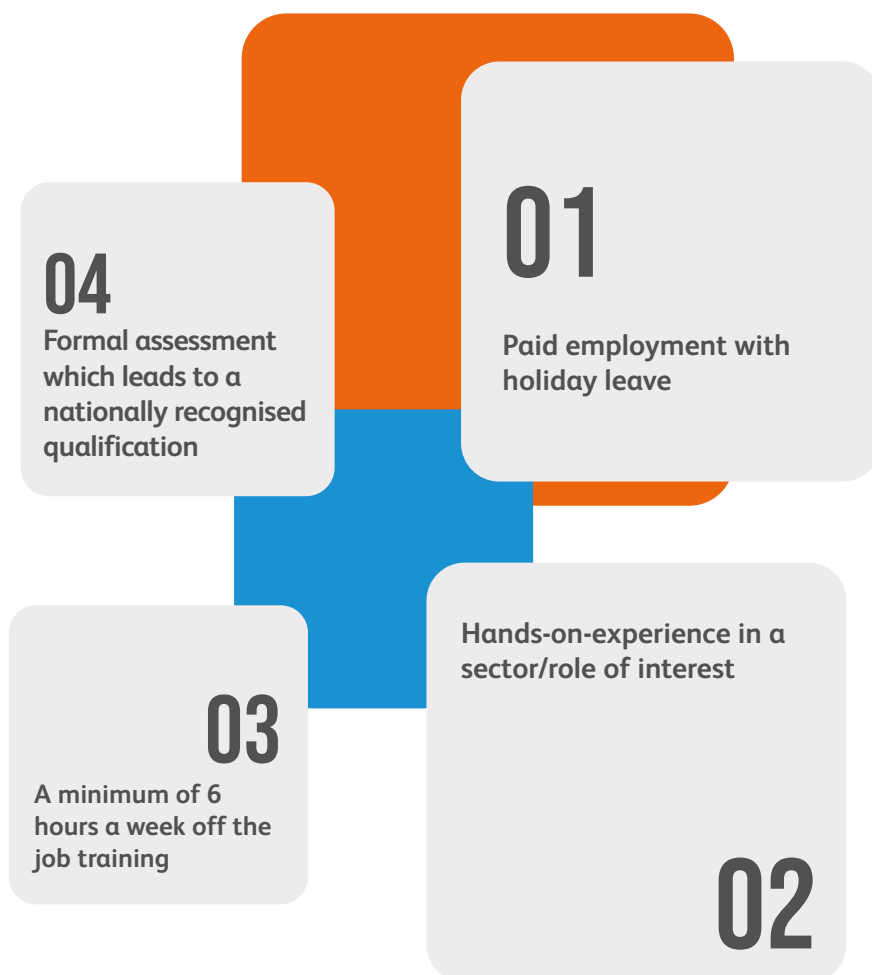 01
Paid employment with
holiday leave
Hands-on-experience in a
sector/role of interest
02
03
A minimum of 6
hours a week off the
job training
04
Formal assessment
which leads to a
nationally recognised
qualification